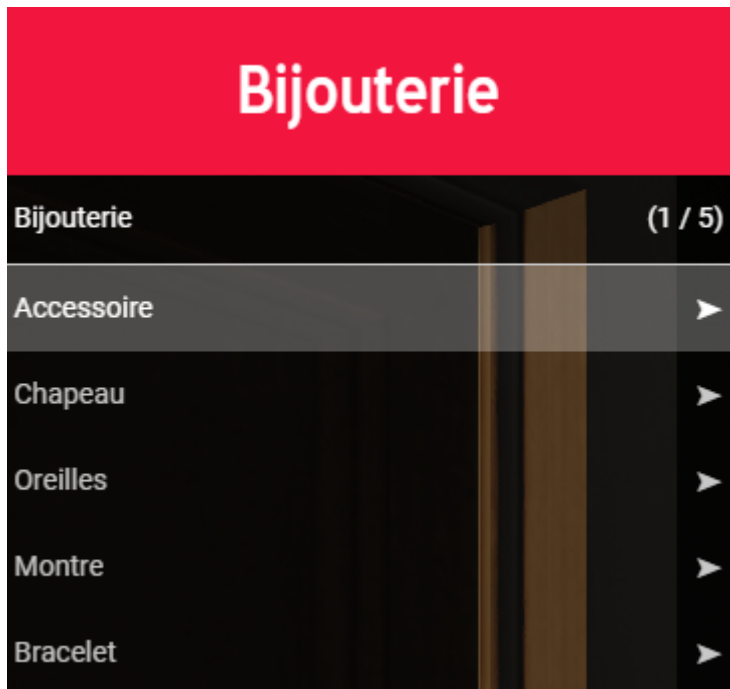 Bijouterie
Bijouterie (1 / 5)
Accessoire ➤
Chapeau ➤
Oreilles ➤
Montre ➤
Bracelet ➤